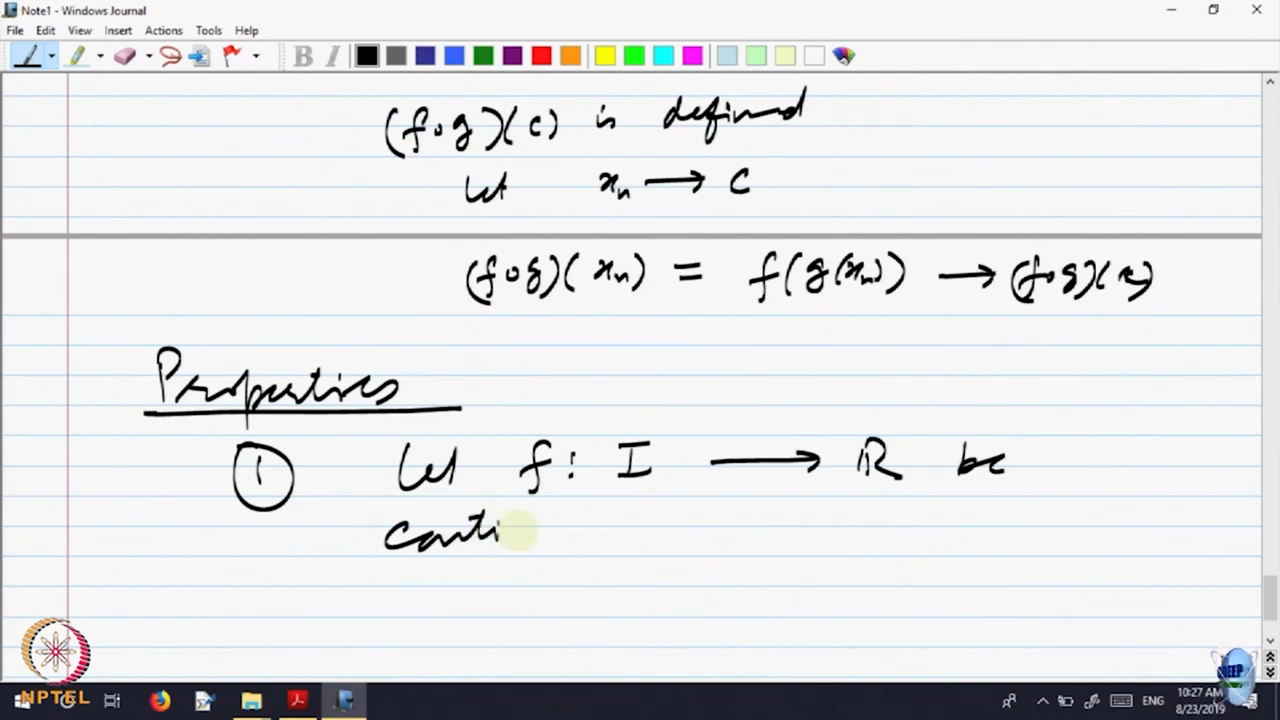 Note1 - Windows Journal
File Edit View Insert Actions Tools Help
B I
(f∘g)(c) is defined
Let xₙ → c
(f∘g)(xₙ) = f(g(xₙ)) → (f∘g)(c)
Properties
① Let f: I → R be
conti
NPTEL
ENG
10:27 AM
8/23/2019